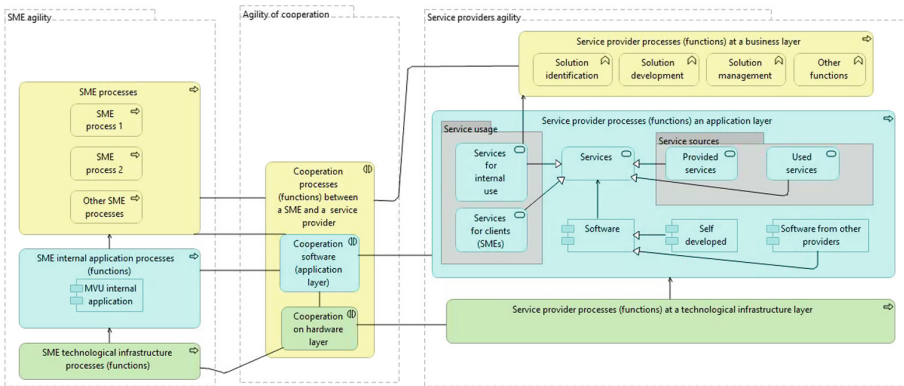 SME agility
Agility of cooperation
Service providers agility
SME processes
SME
process 1
SME
process 2
Other SME
processes
SME internal application processes
(functions)
MVU internal
application
SME technological infrastructure
processes (functions)
Cooperation
processes
(functions) between
a SME and a service
provider
Cooperation
software
(application
layer)
Cooperation
on hardware
layer
Service provider processes (functions) at a business layer
Solution
identification
Solution
development
Solution
management
Other
functions
Service provider processes (functions) an application layer
Service usage
Services
for
internal
use
Services
for clients
(SMEs)
Services
Service sources
Provided
services
Used
services
Software
Self
developed
Software from other
providers
Service provider processes (functions) at a technological infrastructure layer